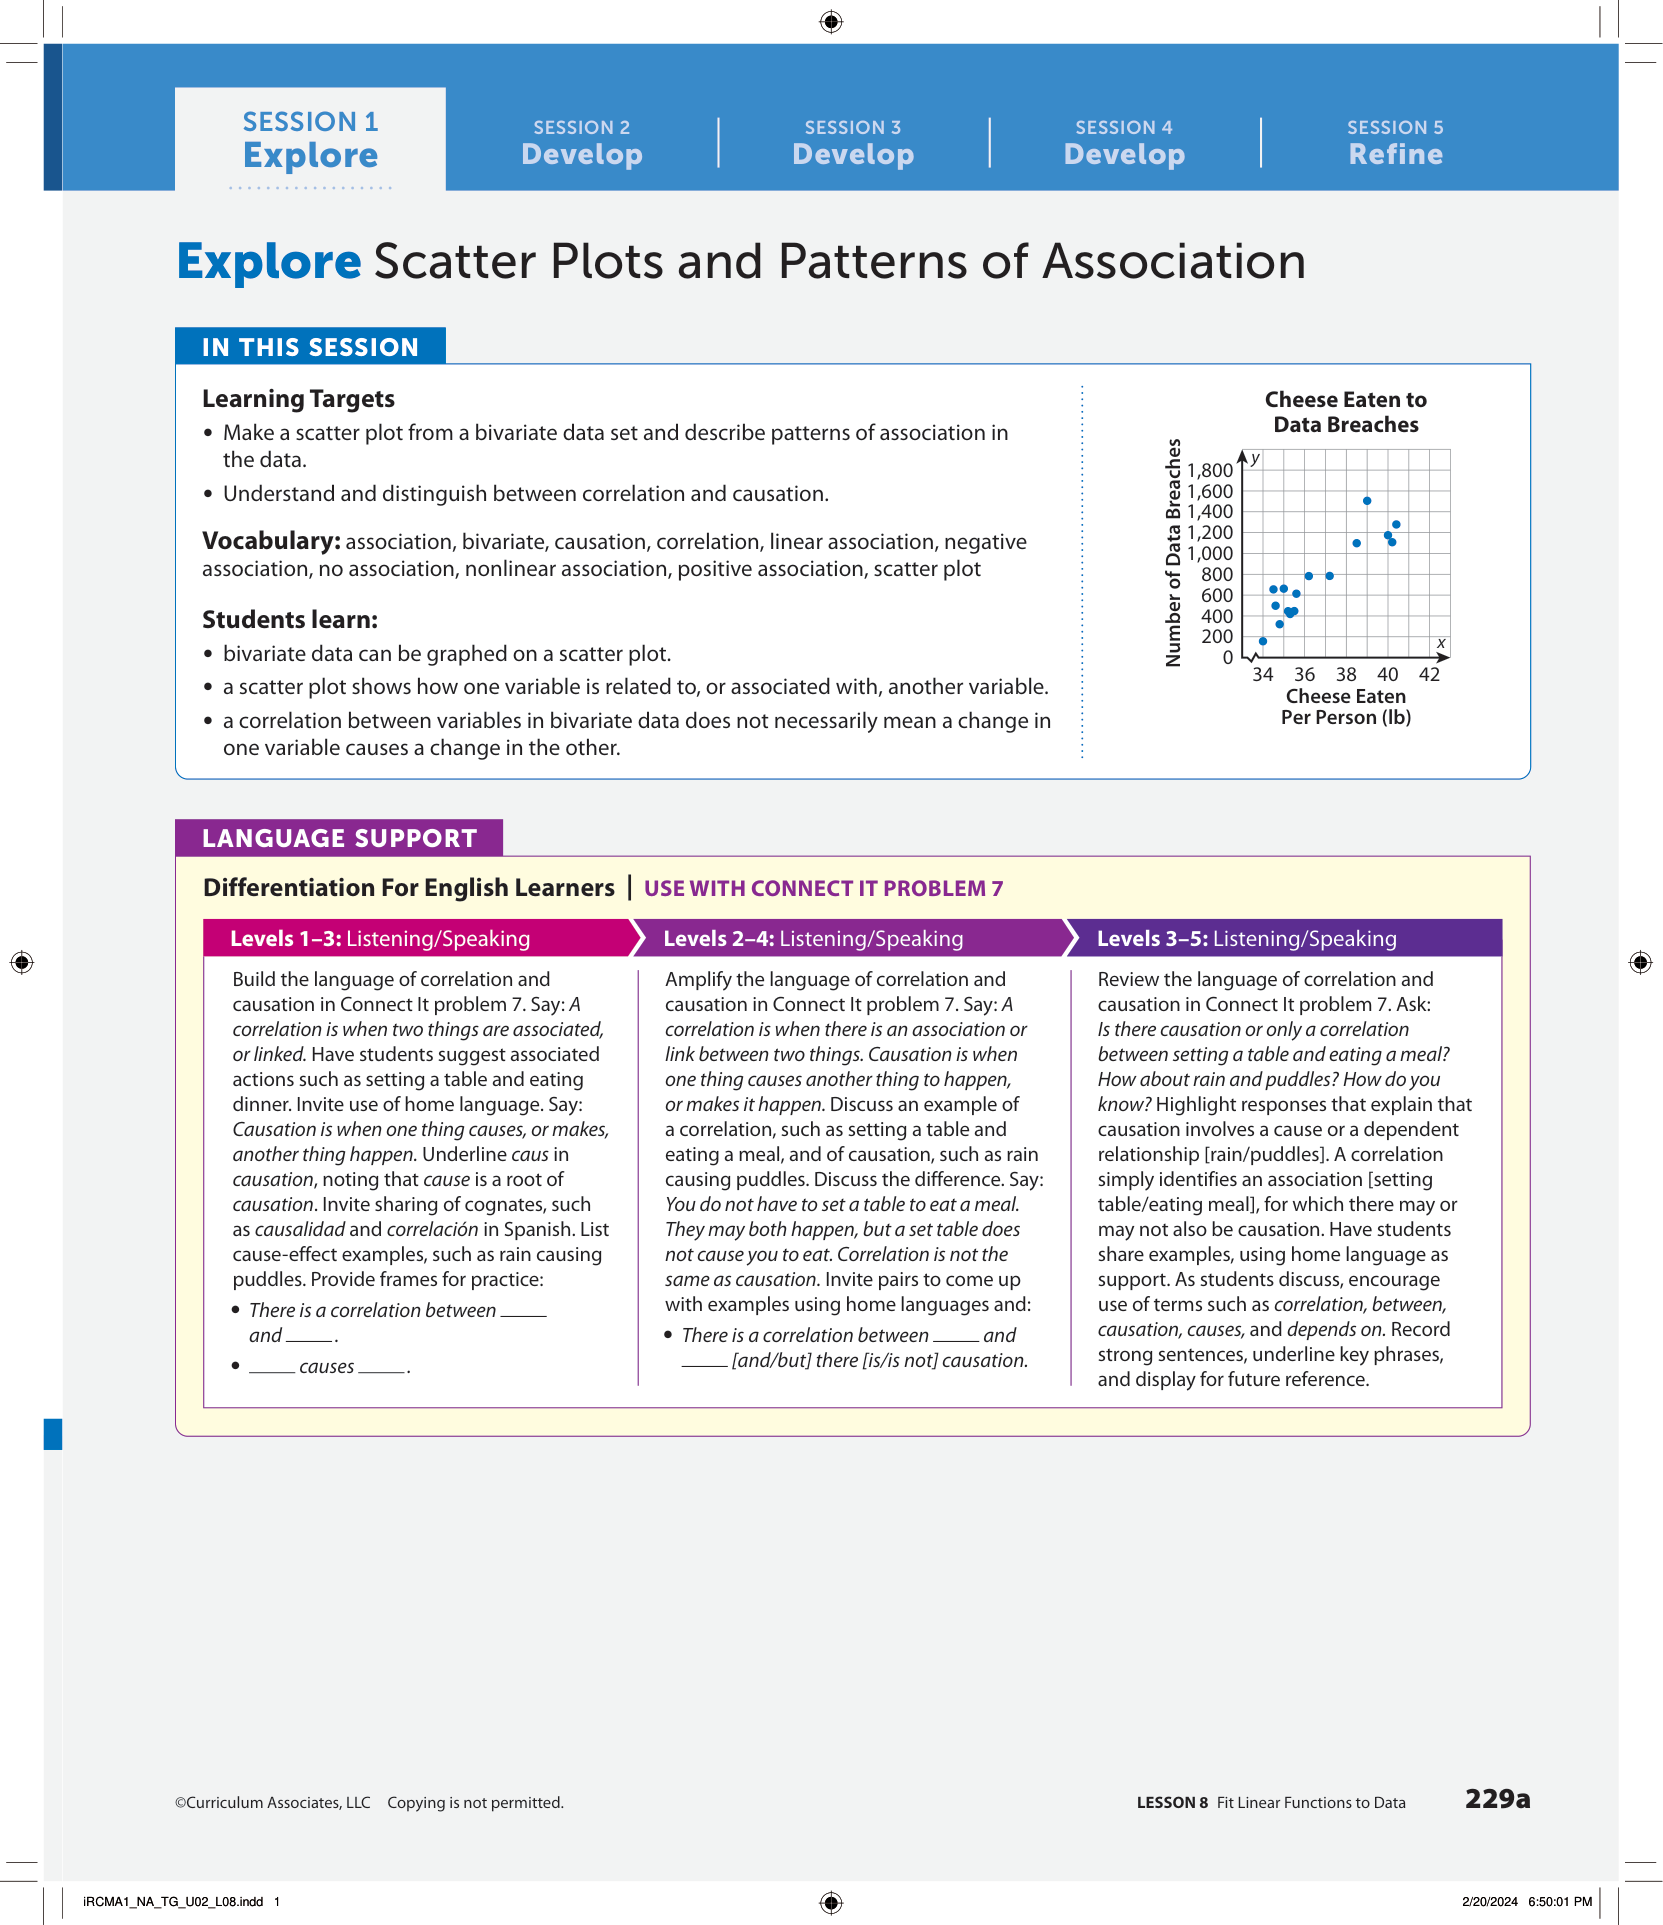 SESSION 1
Explore
SESSION 2
Develop
SESSION 3
Develop
SESSION 4
Develop
SESSION 5
Refine
Explore Scatter Plots and Patterns of Association
IN THIS SESSION
Learning Targets
• Make a scatter plot from a bivariate data set and describe patterns of association in
the data.
• Understand and distinguish between correlation and causation.
Vocabulary: association, bivariate, causation, correlation, linear association, negative
association, no association, nonlinear association, positive association, scatter plot
Students learn:
• bivariate data can be graphed on a scatter plot.
• a scatter plot shows how one variable is related to, or associated with, another variable.
• a correlation between variables in bivariate data does not necessarily mean a change in
one variable causes a change in the other.
Cheese Eaten to
Data Breaches
Number of Data Breaches
y
1,800
1,600
1,400
1,200
1,000
800
600
400
200
0
x
34 36 38 40 42
Cheese Eaten
Per Person (lb)
LANGUAGE SUPPORT
Differentiation For English Learners | USE WITH CONNECT IT PROBLEM 7
Levels 1–3: Listening/Speaking
Build the language of correlation and
causation in Connect It problem 7. Say: A
correlation is when two things are associated,
or linked. Have students suggest associated
actions such as setting a table and eating
dinner. Invite use of home language. Say:
Causation is when one thing causes, or makes,
another thing happen. Underline caus in
causation, noting that cause is a root of
causation. Invite sharing of cognates, such
as causalidad and correlación in Spanish. List
cause-effect examples, such as rain causing
puddles. Provide frames for practice:
• There is a correlation between _____
and _____.
• _____ causes _____.
Levels 2–4: Listening/Speaking
Amplify the language of correlation and
causation in Connect It problem 7. Say: A
correlation is when there is an association or
link between two things. Causation is when
one thing causes another thing to happen,
or makes it happen. Discuss an example of
a correlation, such as setting a table and
eating a meal, and of causation, such as rain
causing puddles. Discuss the difference. Say:
You do not have to set a table to eat a meal.
They may both happen, but a set table does
not cause you to eat. Correlation is not the
same as causation. Invite pairs to come up
with examples using home languages and:
• There is a correlation between _____ and
_____ [and/but] there [is/is not] causation.
Levels 3–5: Listening/Speaking
Review the language of correlation and
causation in Connect It problem 7. Ask:
Is there causation or only a correlation
between setting a table and eating a meal?
How about rain and puddles? How do you
know? Highlight responses that explain that
causation involves a cause or a dependent
relationship [rain/puddles]. A correlation
simply identifies an association [setting
table/eating meal], for which there may or
may not also be causation. Have students
share examples, using home language as
support. As students discuss, encourage
use of terms such as correlation, between,
causation, causes, and depends on. Record
strong sentences, underline key phrases,
and display for future reference.
©Curriculum Associates, LLC Copying is not permitted.
LESSON 8 Fit Linear Functions to Data 229a
iRCMA1_NA_TG_U02_L08.indd 1
2/20/2024 6:50:01 PM